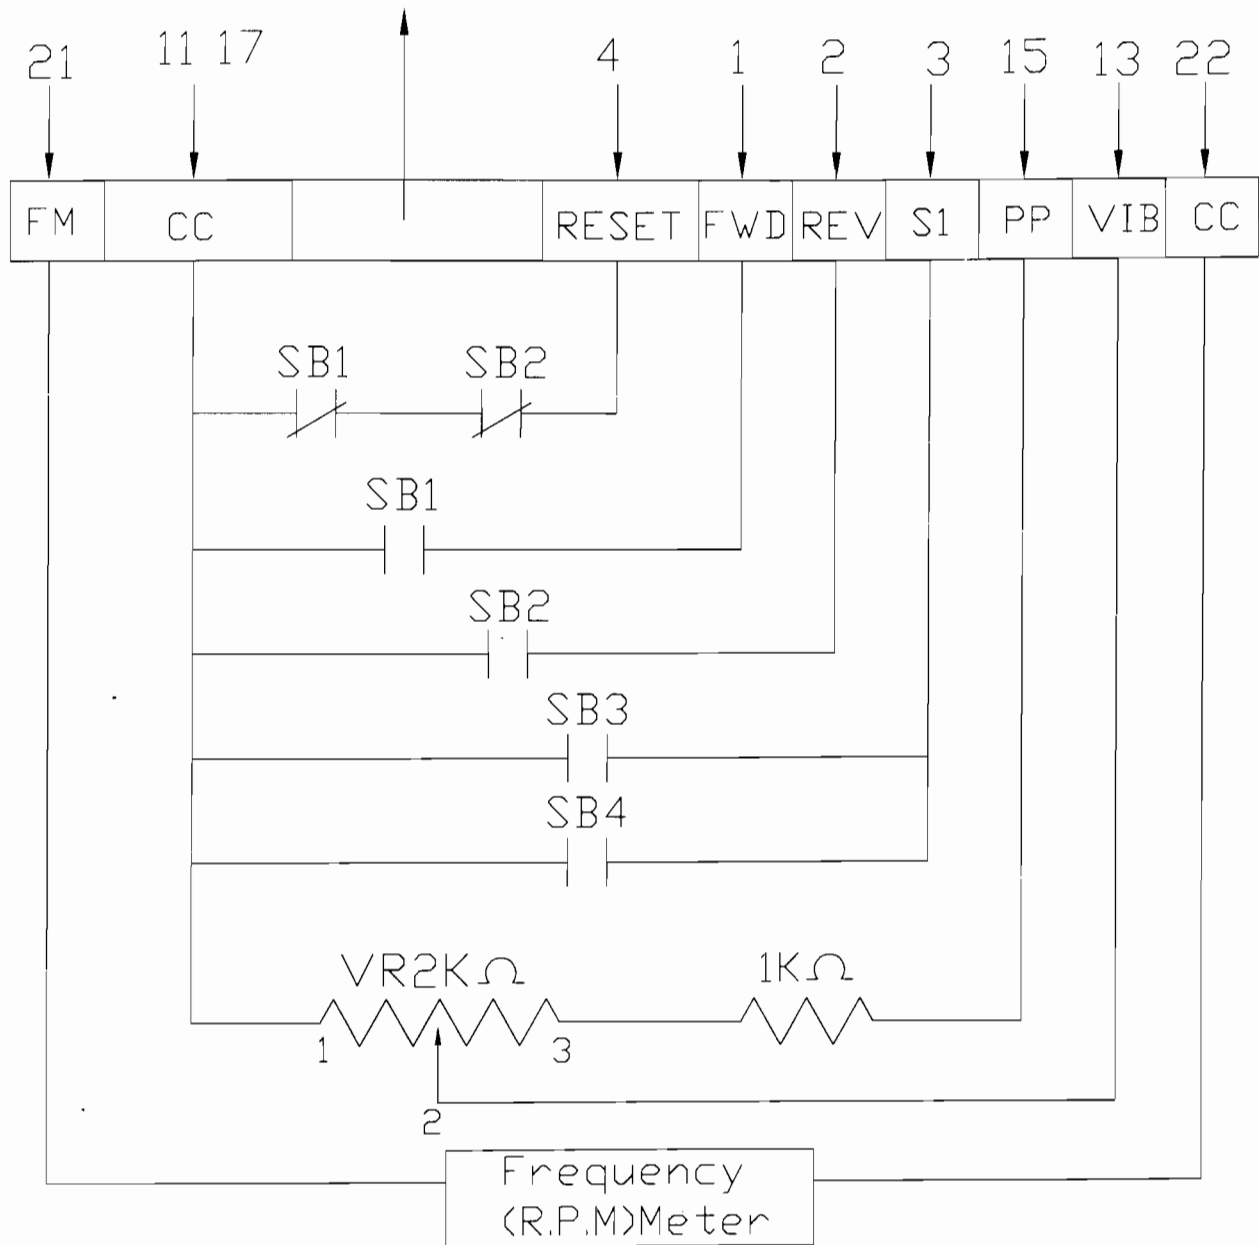 21 11 17 4 1 2 3 15 13 22
FM CC RESET FWD REV S1 PP VIB CC
SB1 SB2
SB1
SB2
SB3
SB4
VR2KΩ 1KΩ
1 3
2
Frequency
(R.P.M)Meter